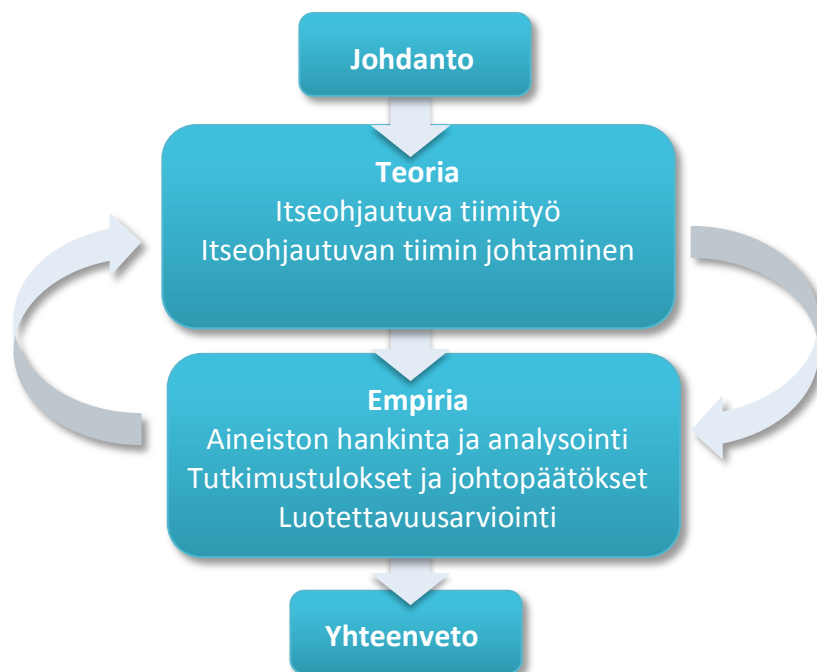 Johdanto
Teoria
Itseohjautuva tiimityö
Itseohjautuvan tiimin johtaminen
Empiria
Aineiston hankinta ja analysointi
Tutkimustulokset ja johtopäätökset
Luotettavuusarviointi
Yhteenveto